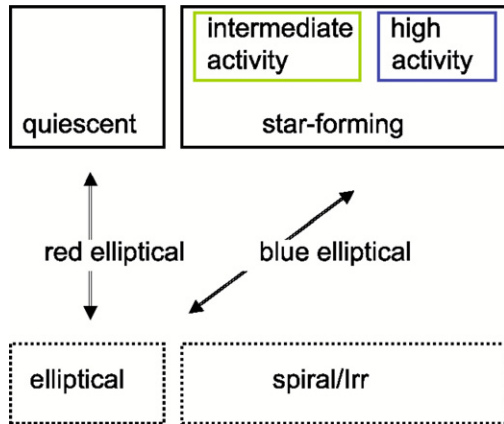 intermediate
activity
high
activity
quiescent
star-forming
red elliptical
blue elliptical
elliptical
spiral/Irr